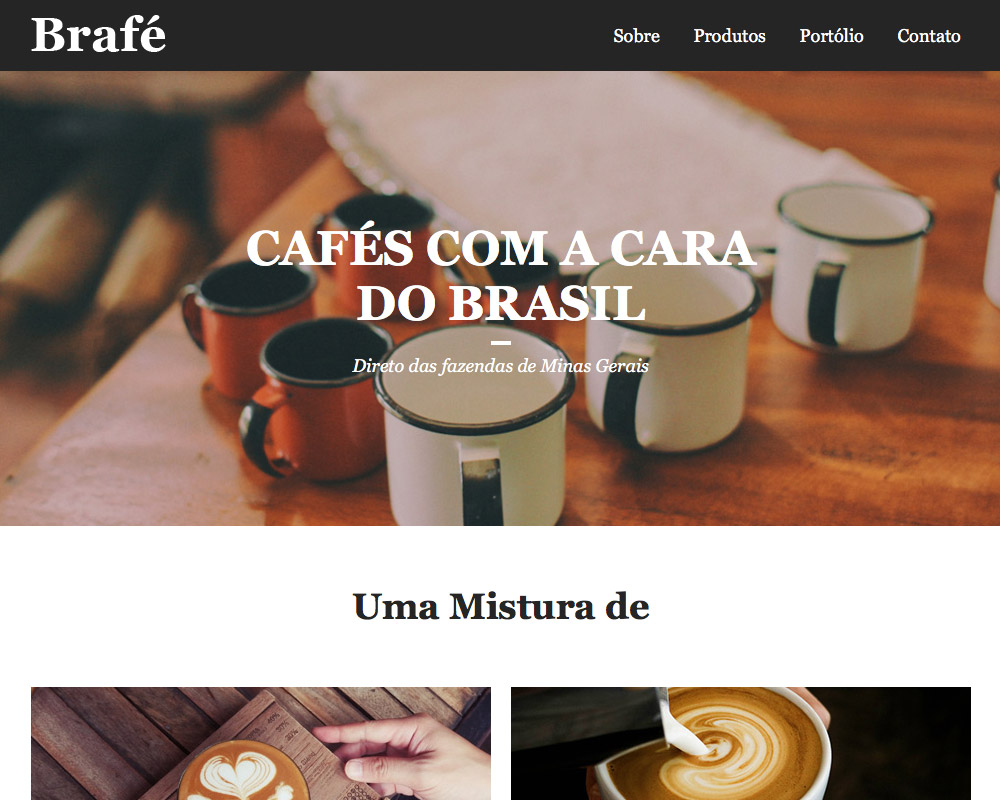 Brafé
Sobre Produtos Portólio Contato
CAFÉS COM A CARA
DO BRASIL
Direto das fazendas de Minas Gerais
Uma Mistura de